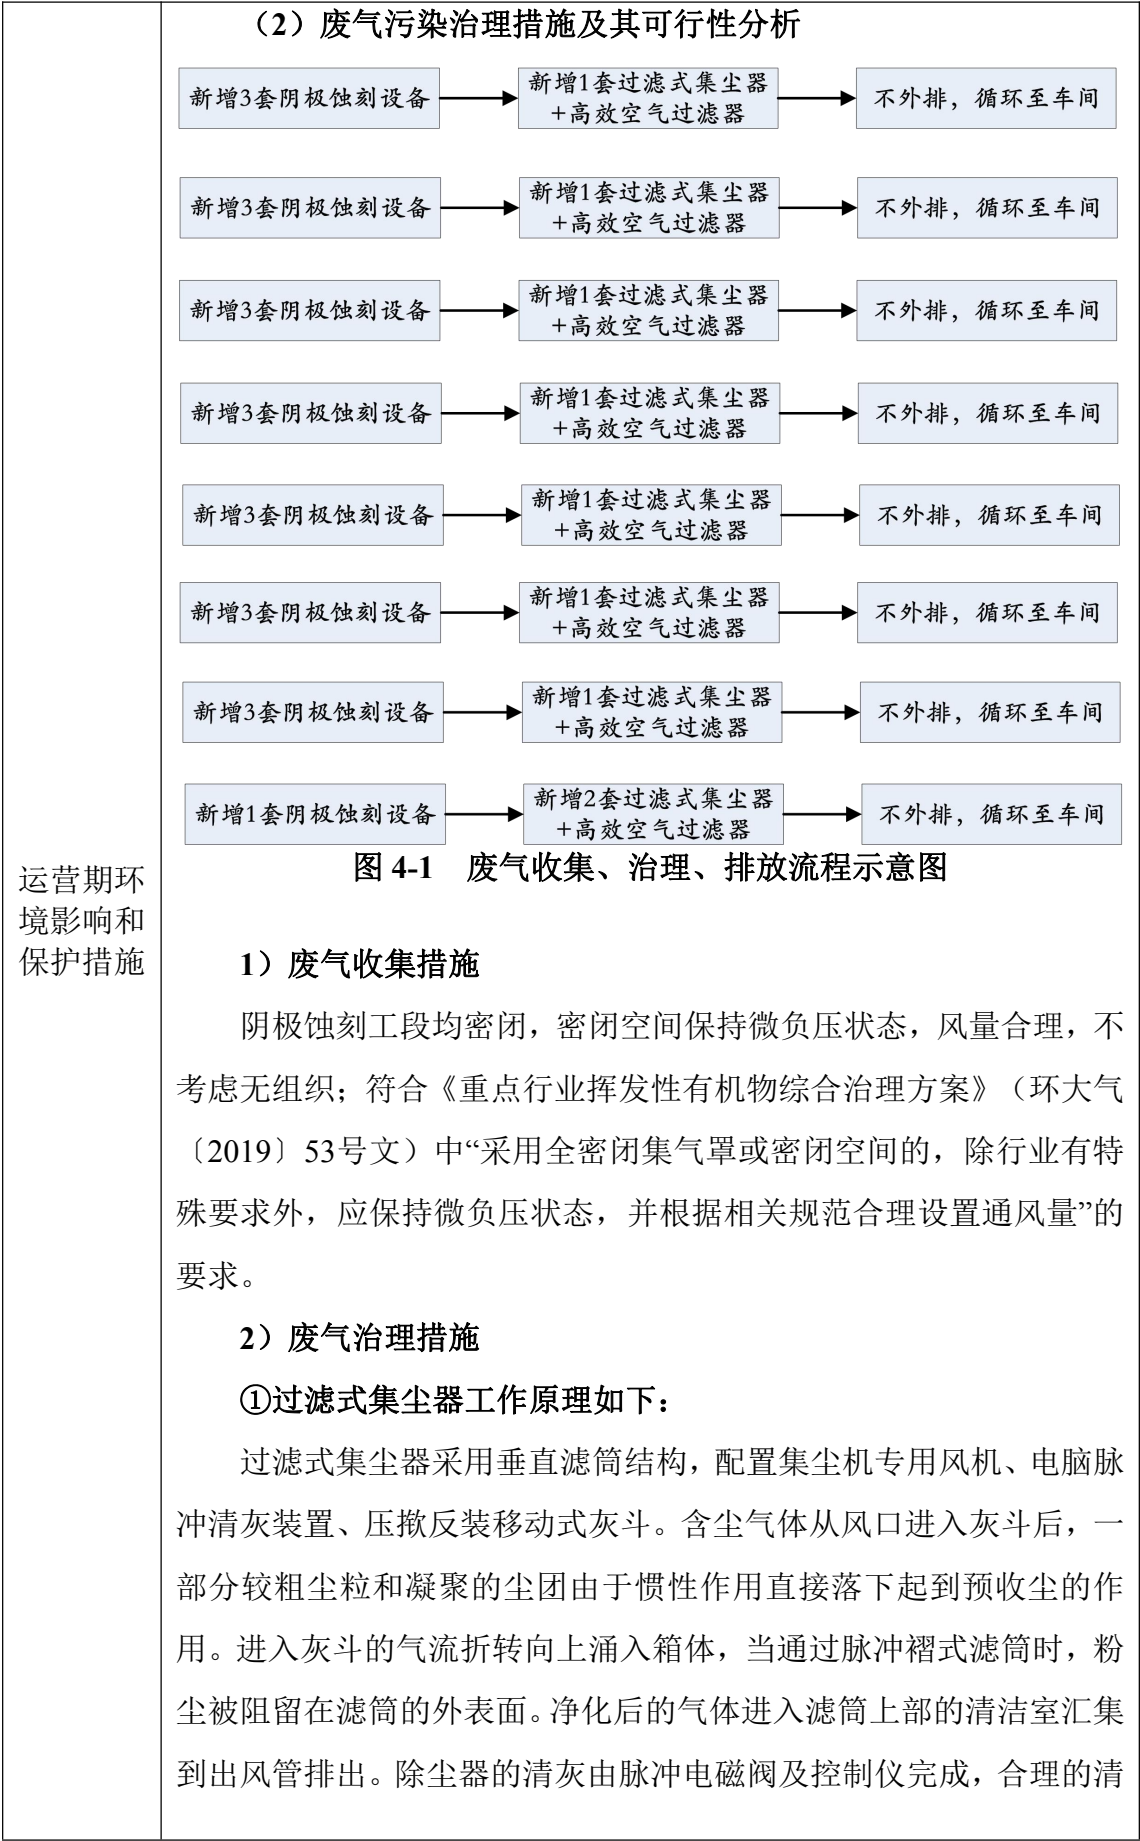 （2）废气污染治理措施及其可行性分析
新增3套阴极蚀刻设备
新增1套过滤式集尘器
+高效空气过滤器
不外排，循环至车间
新增3套阴极蚀刻设备
新增1套过滤式集尘器
+高效空气过滤器
不外排，循环至车间
新增3套阴极蚀刻设备
新增1套过滤式集尘器
+高效空气过滤器
不外排，循环至车间
新增3套阴极蚀刻设备
新增1套过滤式集尘器
+高效空气过滤器
不外排，循环至车间
新增3套阴极蚀刻设备
新增1套过滤式集尘器
+高效空气过滤器
不外排，循环至车间
新增3套阴极蚀刻设备
新增1套过滤式集尘器
+高效空气过滤器
不外排，循环至车间
新增3套阴极蚀刻设备
新增1套过滤式集尘器
+高效空气过滤器
不外排，循环至车间
新增1套阴极蚀刻设备
新增2套过滤式集尘器
+高效空气过滤器
不外排，循环至车间
图 4-1 废气收集、治理、排放流程示意图
运营期环
境影响和
保护措施
1）废气收集措施
阴极蚀刻工段均密闭，密闭空间保持微负压状态，风量合理，不
考虑无组织；符合《重点行业挥发性有机物综合治理方案》（环大气
〔2019〕53号文）中“采用全密闭集气罩或密闭空间的，除行业有特
殊要求外，应保持微负压状态，并根据相关规范合理设置通风量”的
要求。
2）废气治理措施
①过滤式集尘器工作原理如下：
过滤式集尘器采用垂直滤筒结构，配置集尘机专用风机、电脑脉
冲清灰装置、压揿反装移动式灰斗。含尘气体从风口进入灰斗后，一
部分较粗尘粒和凝聚的尘团由于惯性作用直接落下起到预收尘的作
用。进入灰斗的气流折转向上涌入箱体，当通过脉冲褶式滤筒时，粉
尘被阻留在滤筒的外表面。净化后的气体进入滤筒上部的清洁室汇集
到出风管排出。除尘器的清灰由脉冲电磁阀及控制仪完成，合理的清